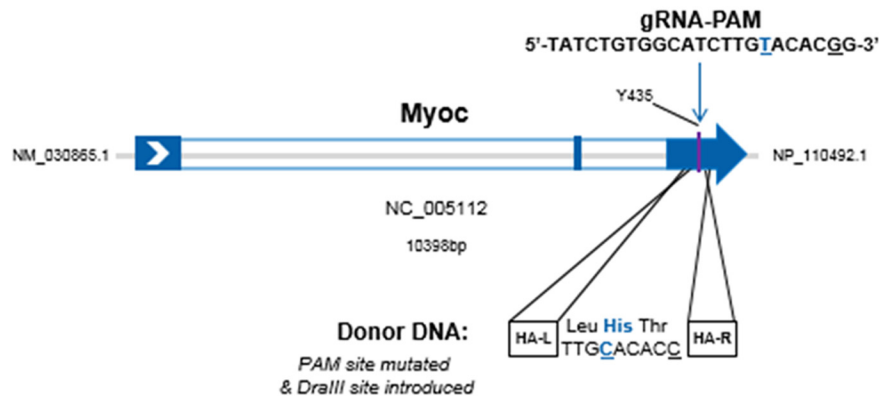 gRNA-PAM
5'-TATCTGTGGCATCTTGTACACGG-3'
Y435
Myoc
NM_030865.1
NP_110492.1
NC_005112
10398bp
Donor DNA:
PAM site mutated
& DraIII site introduced
HA-L
Leu His Thr
TTGCACACC
HA-R